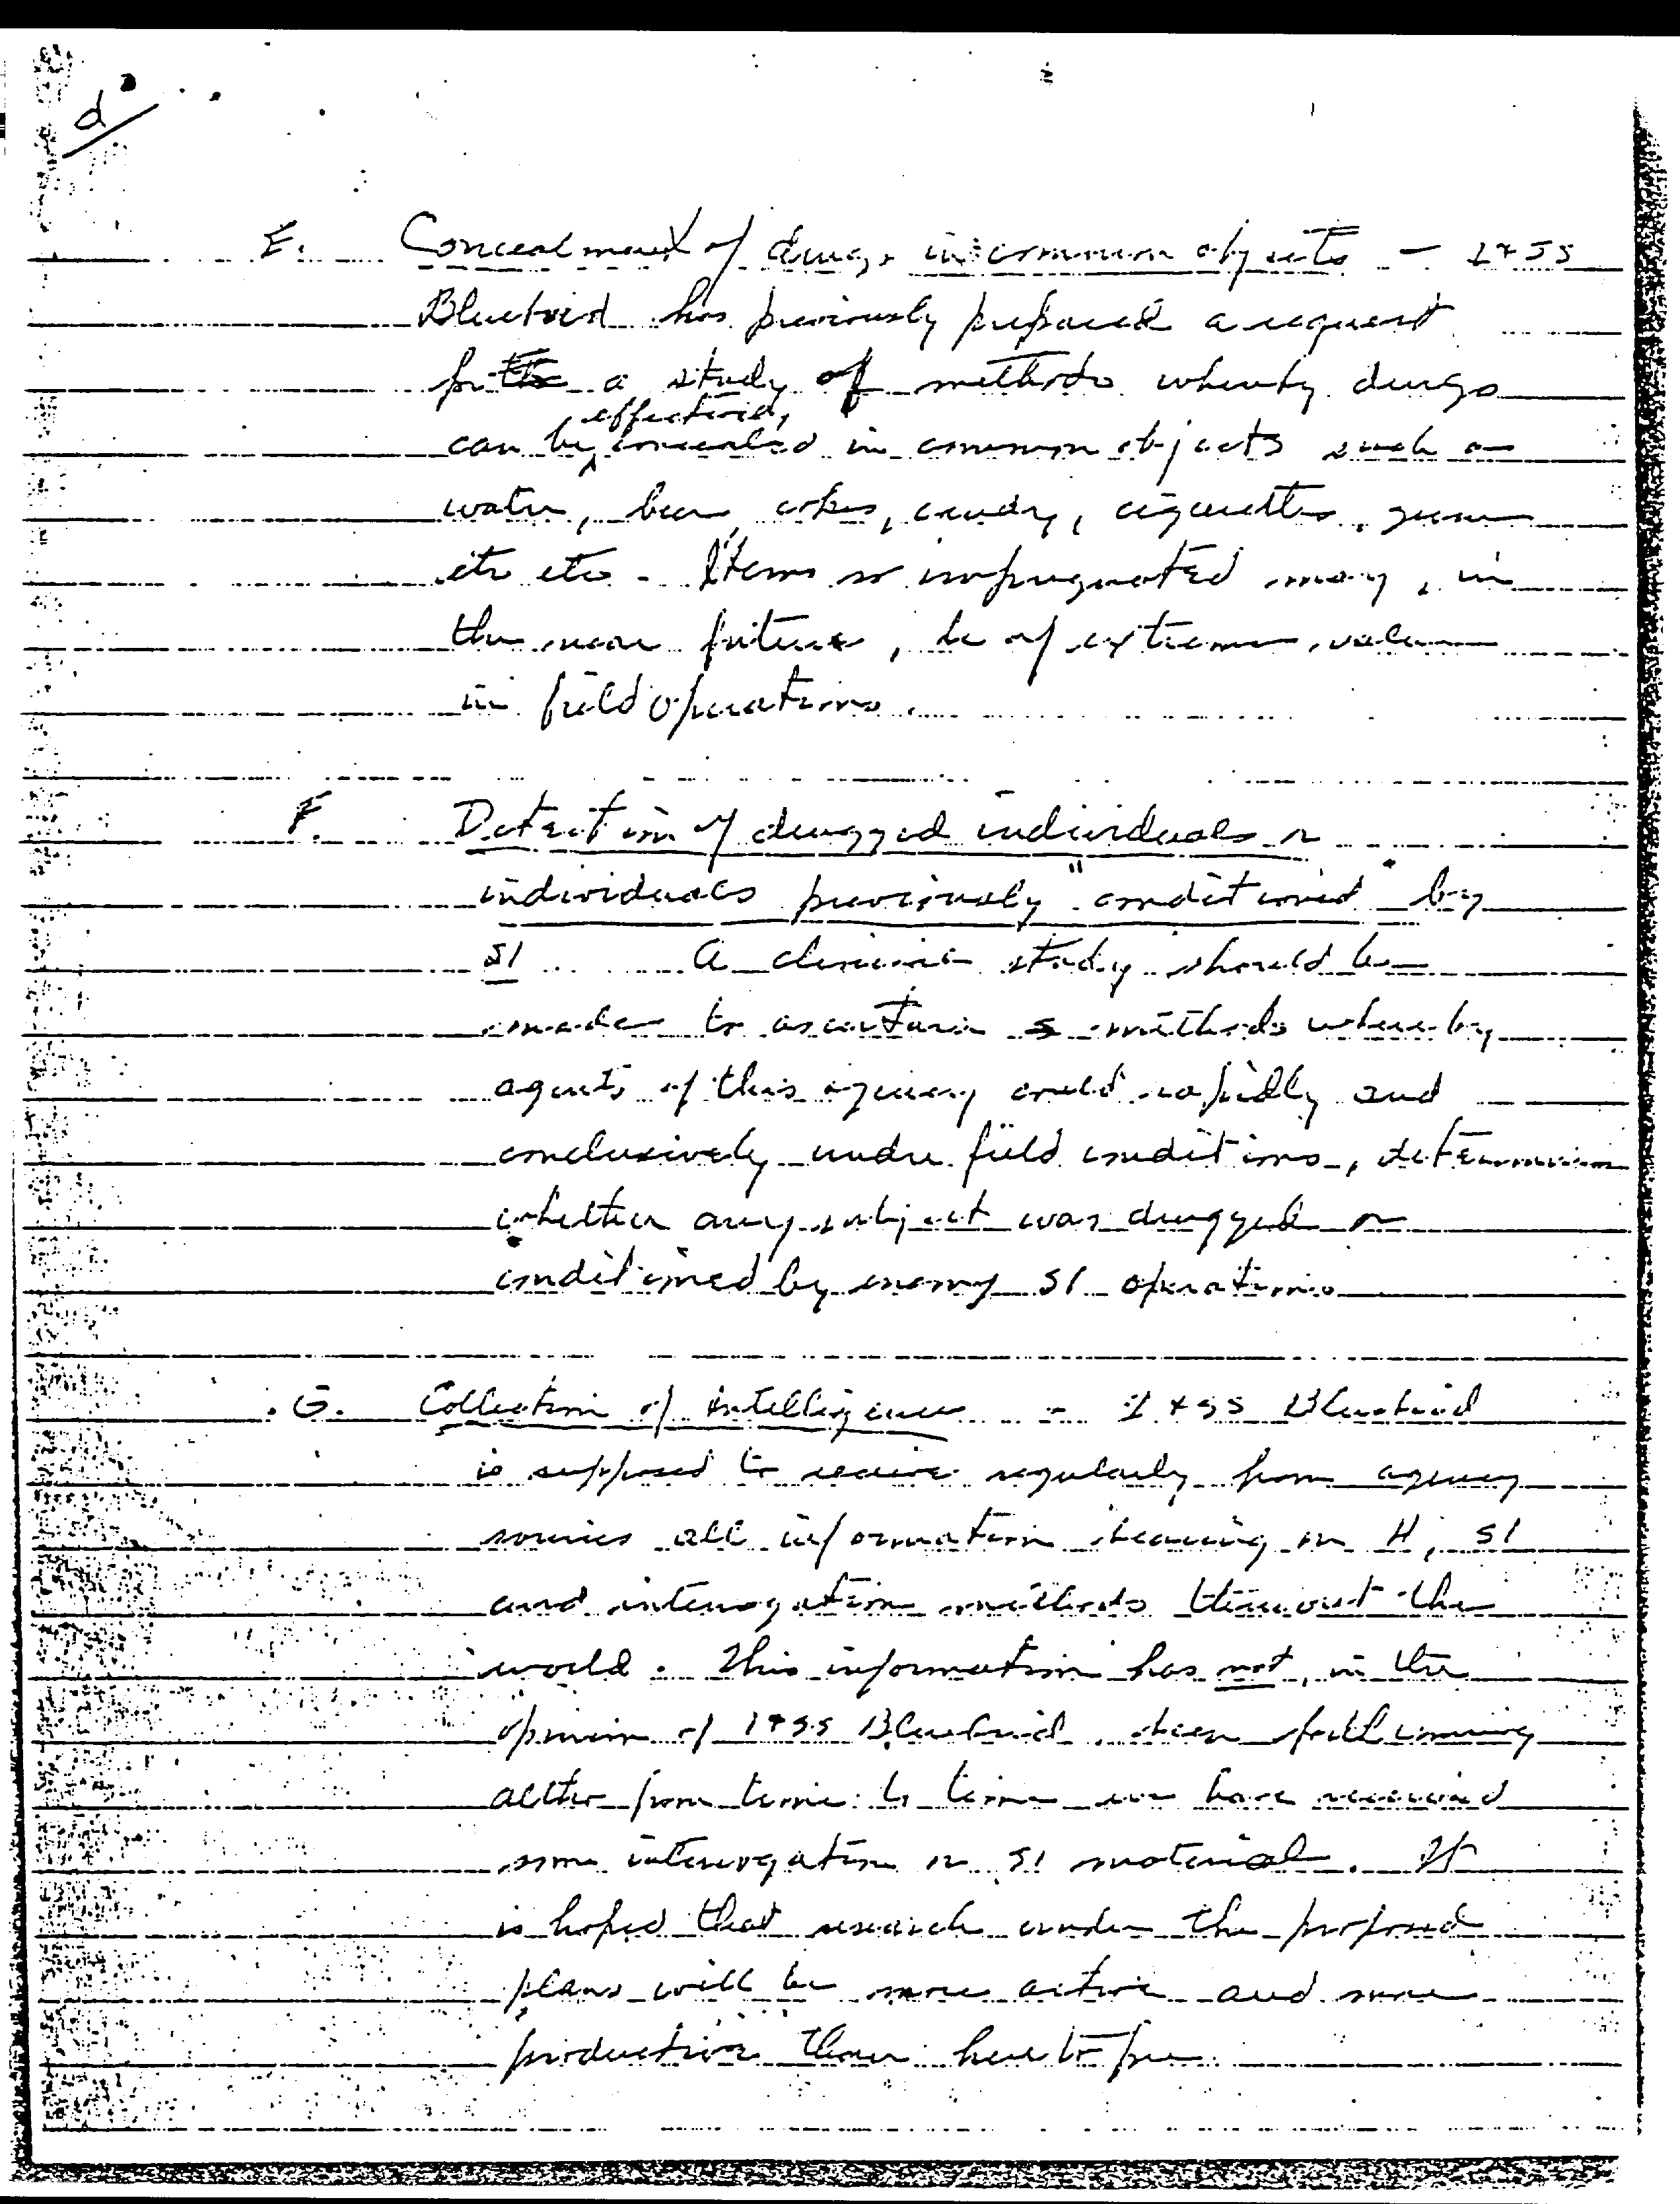 d
E. Concealment of drugs in common objects - I + SS
Bluebird has previously prepared a request
for a study of methods whereby drugs
effectively
can be concealed in common objects such as
water, beer, cokes, candy, cigarettes, gum
etc etc. Items so impregnated may, in
the near future, be of extreme value
in field operations.
F. Detection of drugged individuals or
individuals previously "conditioned" by
SI A clinical study should be
made to ascertain methods where by
agents of this agency could rapidly and
conclusively under field conditions, determine
whether any subject was drugged or
conditioned by enemy SI operations
G. Collection of intelligence - I + SS Bluebird
is supposed to receive regularly from agency
sources all information bearing on H, SI
and interrogation methods thruout the
world. This information has not, in the
opinion of I + SS Bluebird, been forthcoming
altho from time to time we have received
some interrogation or SI material. It
is hoped that research under the proposed
plans will be more active and more
productive than heretofore